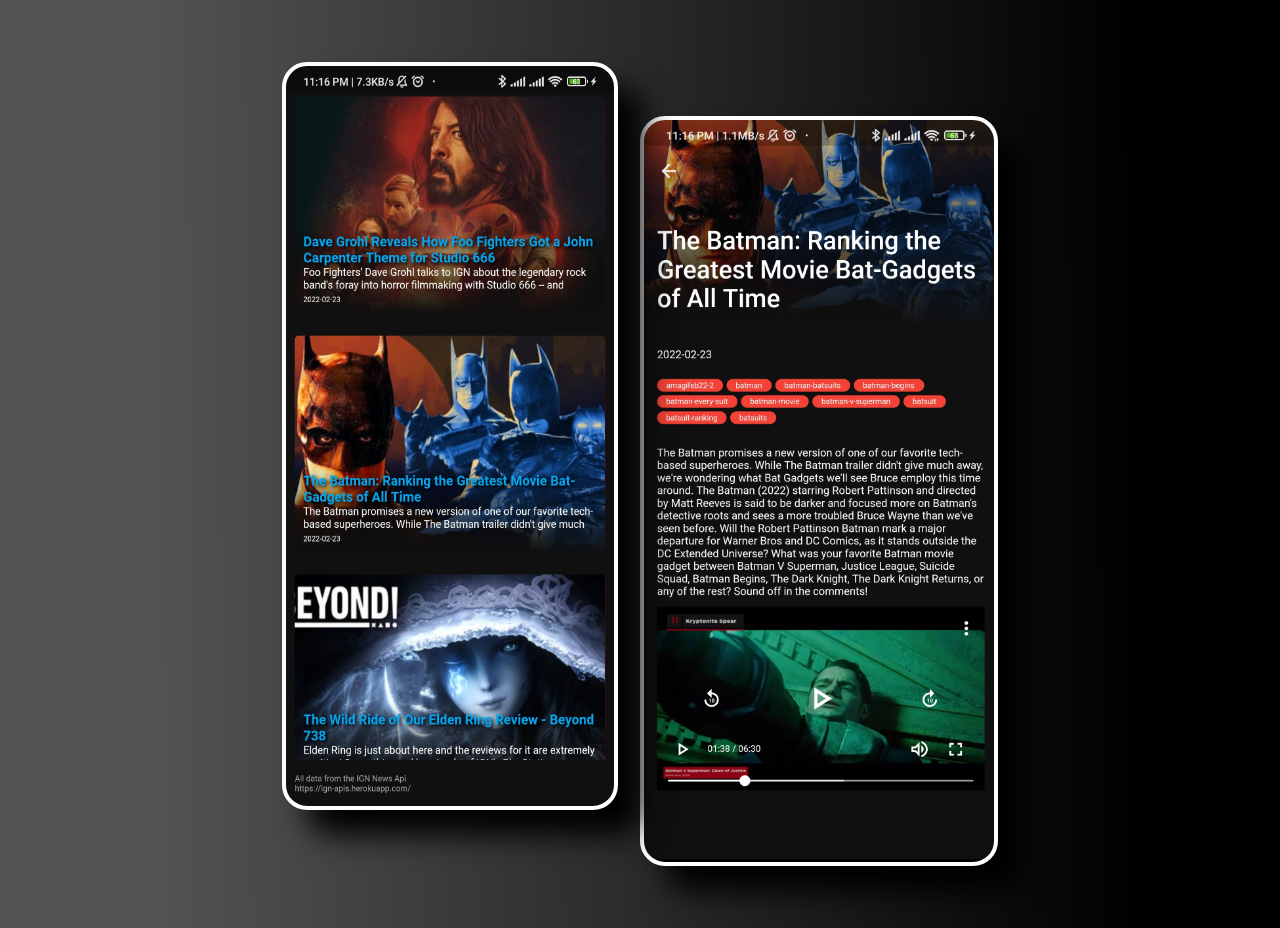 11:16 PM | 7.3KB/s
63
Dave Grohl Reveals How Foo Fighters Got a John
Carpenter Theme for Studio 666
Foo Fighters' Dave Grohl talks to IGN about the legendary rock
band's foray into horror filmmaking with Studio 666 -- and
2022-02-23
The Batman: Ranking the Greatest Movie Bat-
Gadgets of All Time
The Batman promises a new version of one of our favorite tech-
based superheroes. While The Batman trailer didn't give much
2022-02-23
EYOND!
The Wild Ride of Our Elden Ring Review - Beyond
738
Elden Ring is just about here and the reviews for it are extremely
All data from the IGN News Api
https://ign-apis.herokuapp.com/
11:16 PM | 1.1MB/s
63
The Batman: Ranking the
Greatest Movie Bat-Gadgets
of All Time
2022-02-23
amagifeb22-2 batman batman-batsuits batman-begins
batman-every-suit batman-movie batman-v-superman batsuit
batsuit-ranking batsuits
The Batman promises a new version of one of our favorite tech-
based superheroes. While The Batman trailer didn't give much away,
we're wondering what Bat Gadgets we'll see Bruce employ this time
around. The Batman (2022) starring Robert Pattinson and directed
by Matt Reeves is said to be darker and focused more on Batman's
detective roots and sees a more troubled Bruce Wayne than we've
seen before. Will the Robert Pattinson Batman mark a major
departure for Warner Bros and DC Comics, as it stands outside the
DC Extended Universe? What was your favorite Batman movie
gadget between Batman V Superman, Justice League, Suicide
Squad, Batman Begins, The Dark Knight, The Dark Knight Returns, or
any of the rest? Sound off in the comments!
11 Kryptonite Spear
10 10
01:38 / 06:30
Batman v Superman: Dawn of Justice